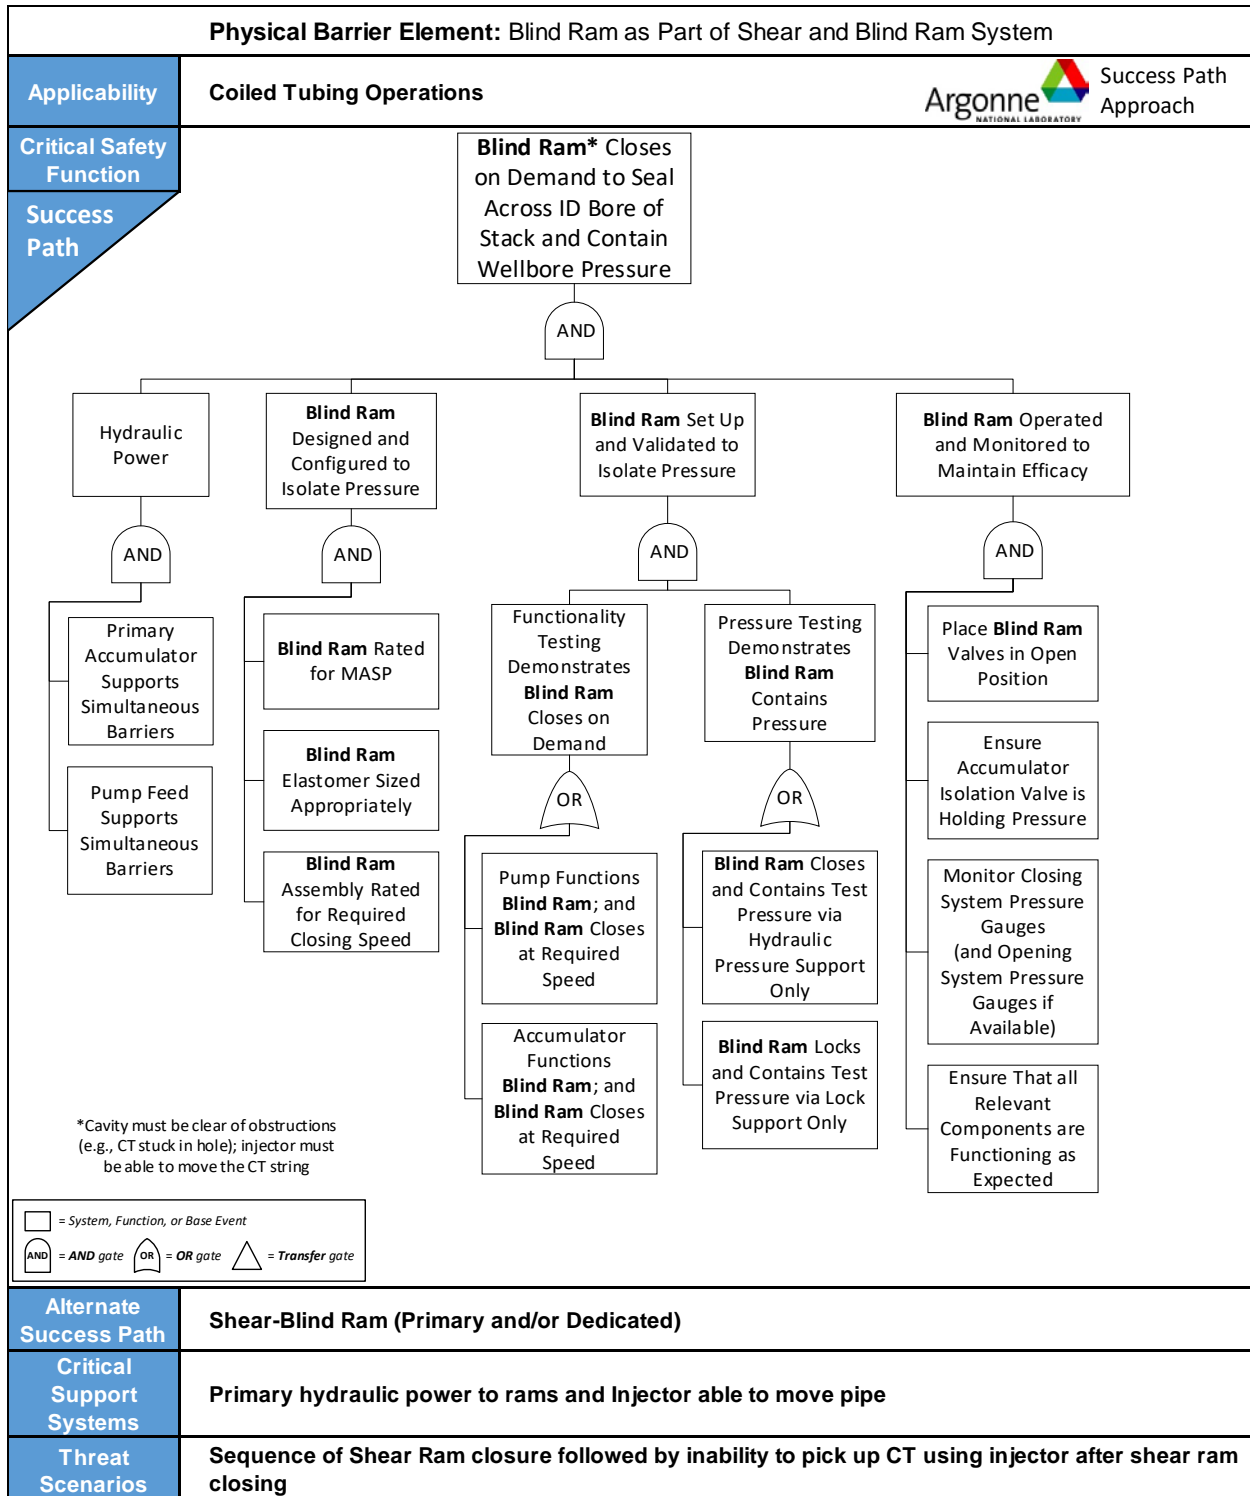 Physical Barrier Element: Blind Ram as Part of Shear and Blind Ram System
Applicability
Coiled Tubing Operations
Argonne
NATIONAL LABORATORY
Success Path
Approach
Critical Safety
Function
Success
Path
Blind Ram* Closes
on Demand to Seal
Across ID Bore of
Stack and Contain
Wellbore Pressure
AND
Hydraulic
Power
AND
Primary
Accumulator
Supports
Simultaneous
Barriers
Pump Feed
Supports
Simultaneous
Barriers
Blind Ram
Designed and
Configured to
Isolate Pressure
AND
Blind Ram Rated
for MASP
Blind Ram
Elastomer Sized
Appropriately
Blind Ram
Assembly Rated
for Required
Closing Speed
Blind Ram Set Up
and Validated to
Isolate Pressure
AND
Functionality
Testing
Demonstrates
Blind Ram
Closes on
Demand
OR
Pump Functions
Blind Ram; and
Blind Ram Closes
at Required
Speed
Accumulator
Functions
Blind Ram; and
Blind Ram Closes
at Required
Speed
Pressure Testing
Demonstrates
Blind Ram
Contains
Pressure
OR
Blind Ram Closes
and Contains Test
Pressure via
Hydraulic
Pressure Support
Only
Blind Ram Locks
and Contains Test
Pressure via Lock
Support Only
Blind Ram Operated
and Monitored to
Maintain Efficacy
AND
Place Blind Ram
Valves in Open
Position
Ensure
Accumulator
Isolation Valve is
Holding Pressure
Monitor Closing
System Pressure
Gauges
(and Opening
System Pressure
Gauges if
Available)
Ensure That all
Relevant
Components are
Functioning as
Expected
*Cavity must be clear of obstructions
(e.g., CT stuck in hole); injector must
be able to move the CT string
= System, Function, or Base Event
AND = AND gate OR = OR gate = Transfer gate
Alternate
Success Path
Shear-Blind Ram (Primary and/or Dedicated)
Critical
Support
Systems
Primary hydraulic power to rams and Injector able to move pipe
Threat
Scenarios
Sequence of Shear Ram closure followed by inability to pick up CT using injector after shear ram
closing